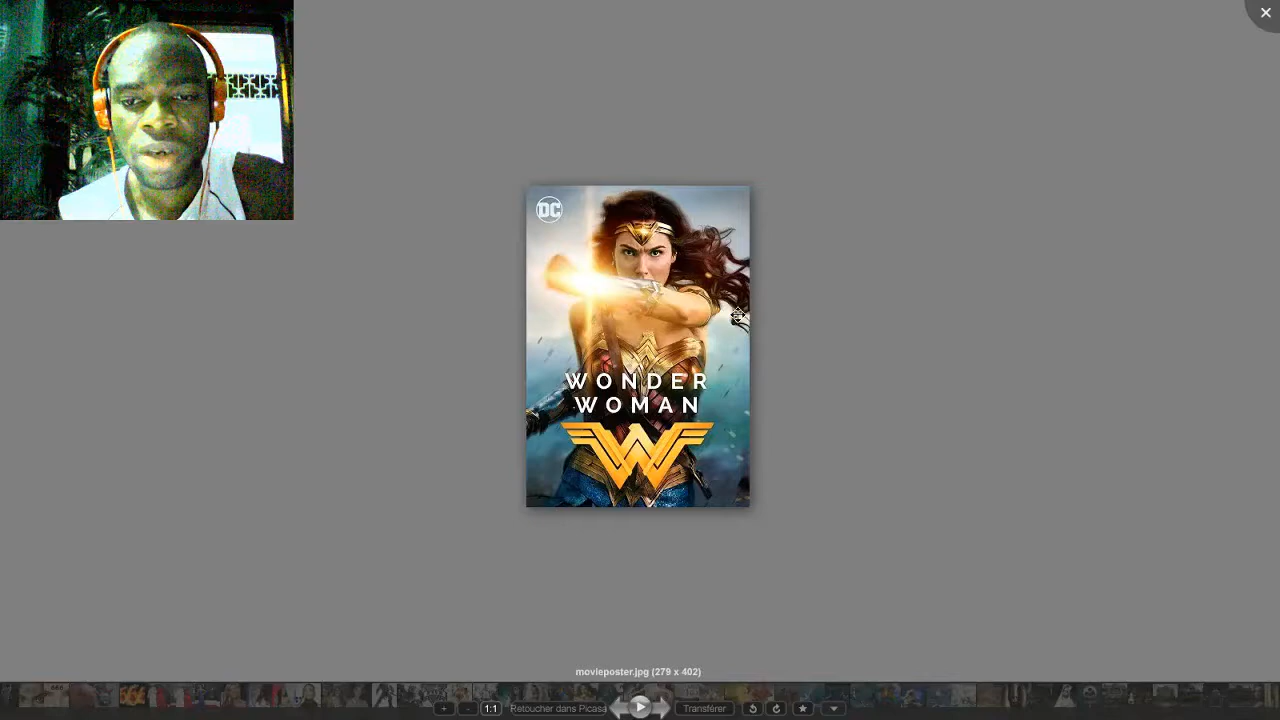 DC
WONDER
WOMAN
movieposter.jpg (279 x 402)
1:1
Retoucher dans Picasa
Transférer